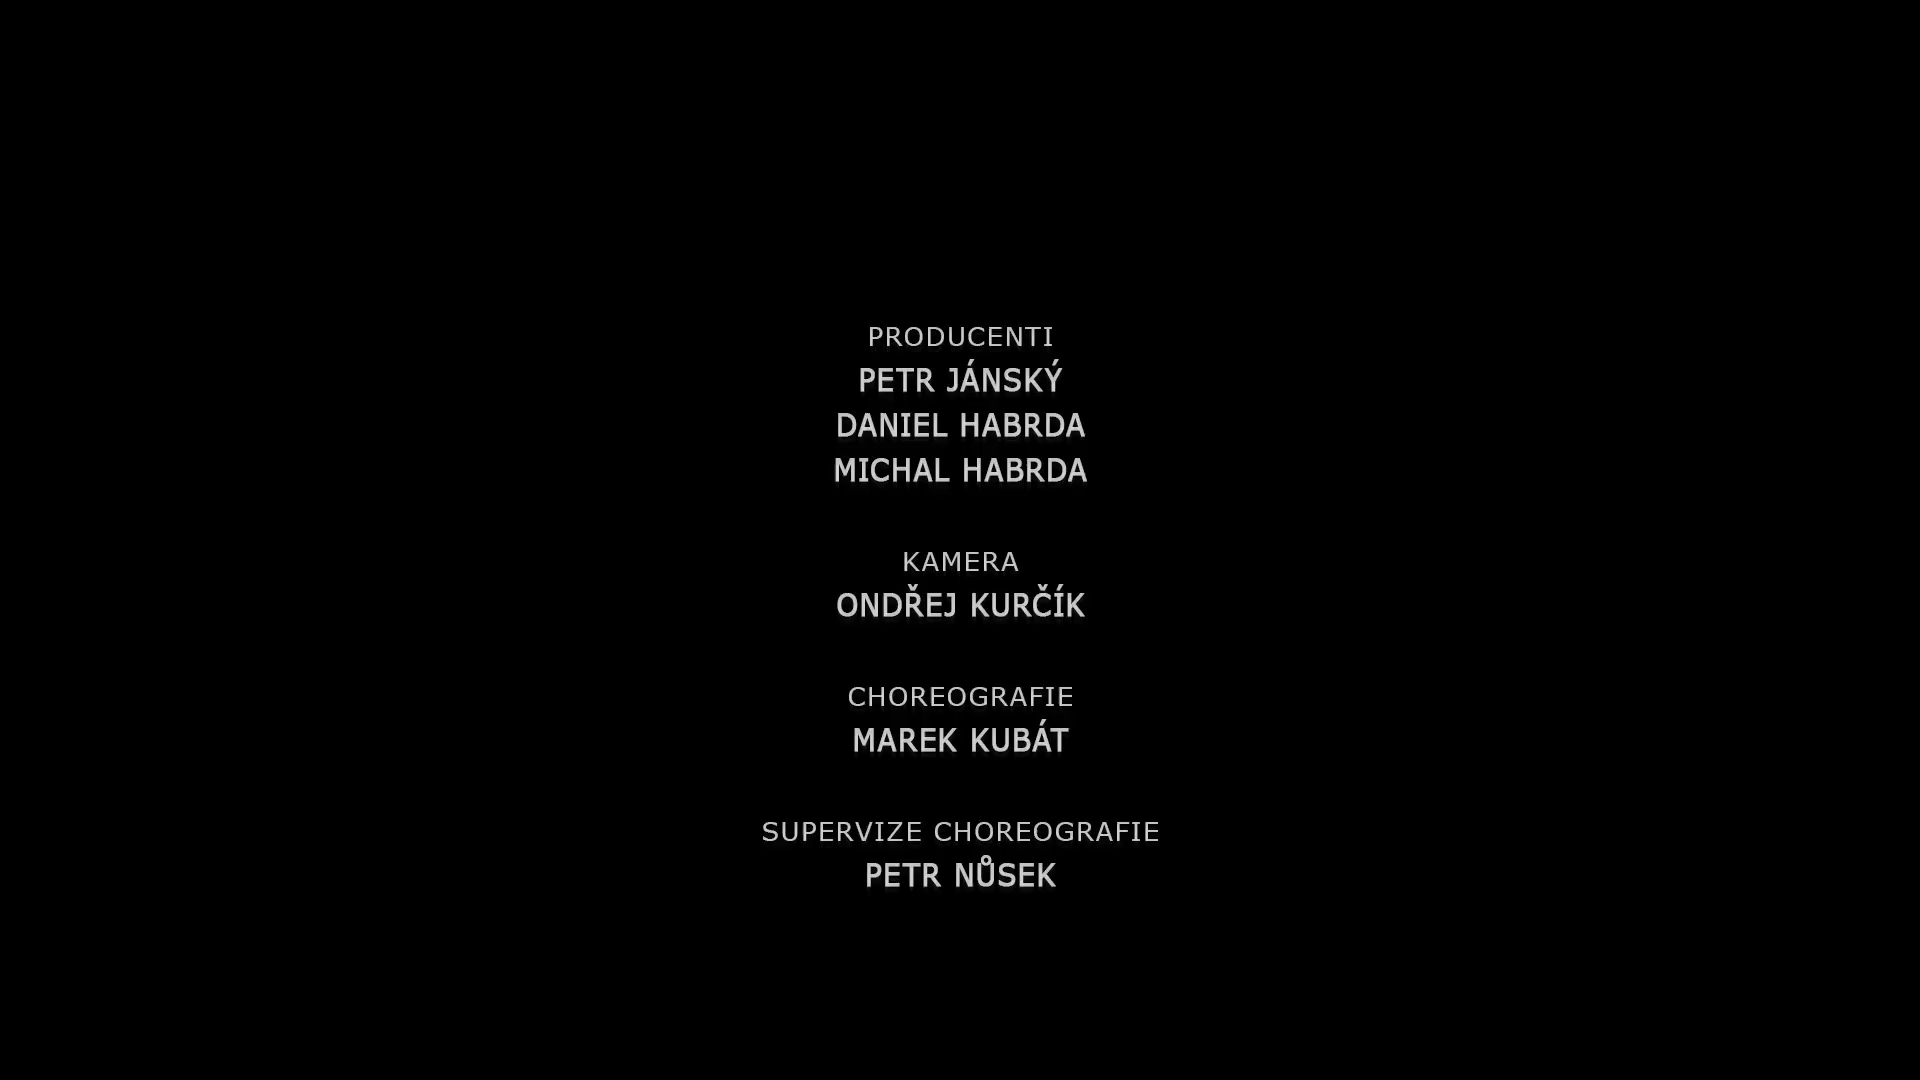 PRODUCENTI
PETR JÁNSKÝ
DANIEL HABRDA
MICHAL HABRDA
KAMERA
ONDŘEJ KURČÍK
CHOREOGRAFIE
MAREK KUBÁT
SUPERVIZE CHOREOGRAFIE
PETR NŮSEK